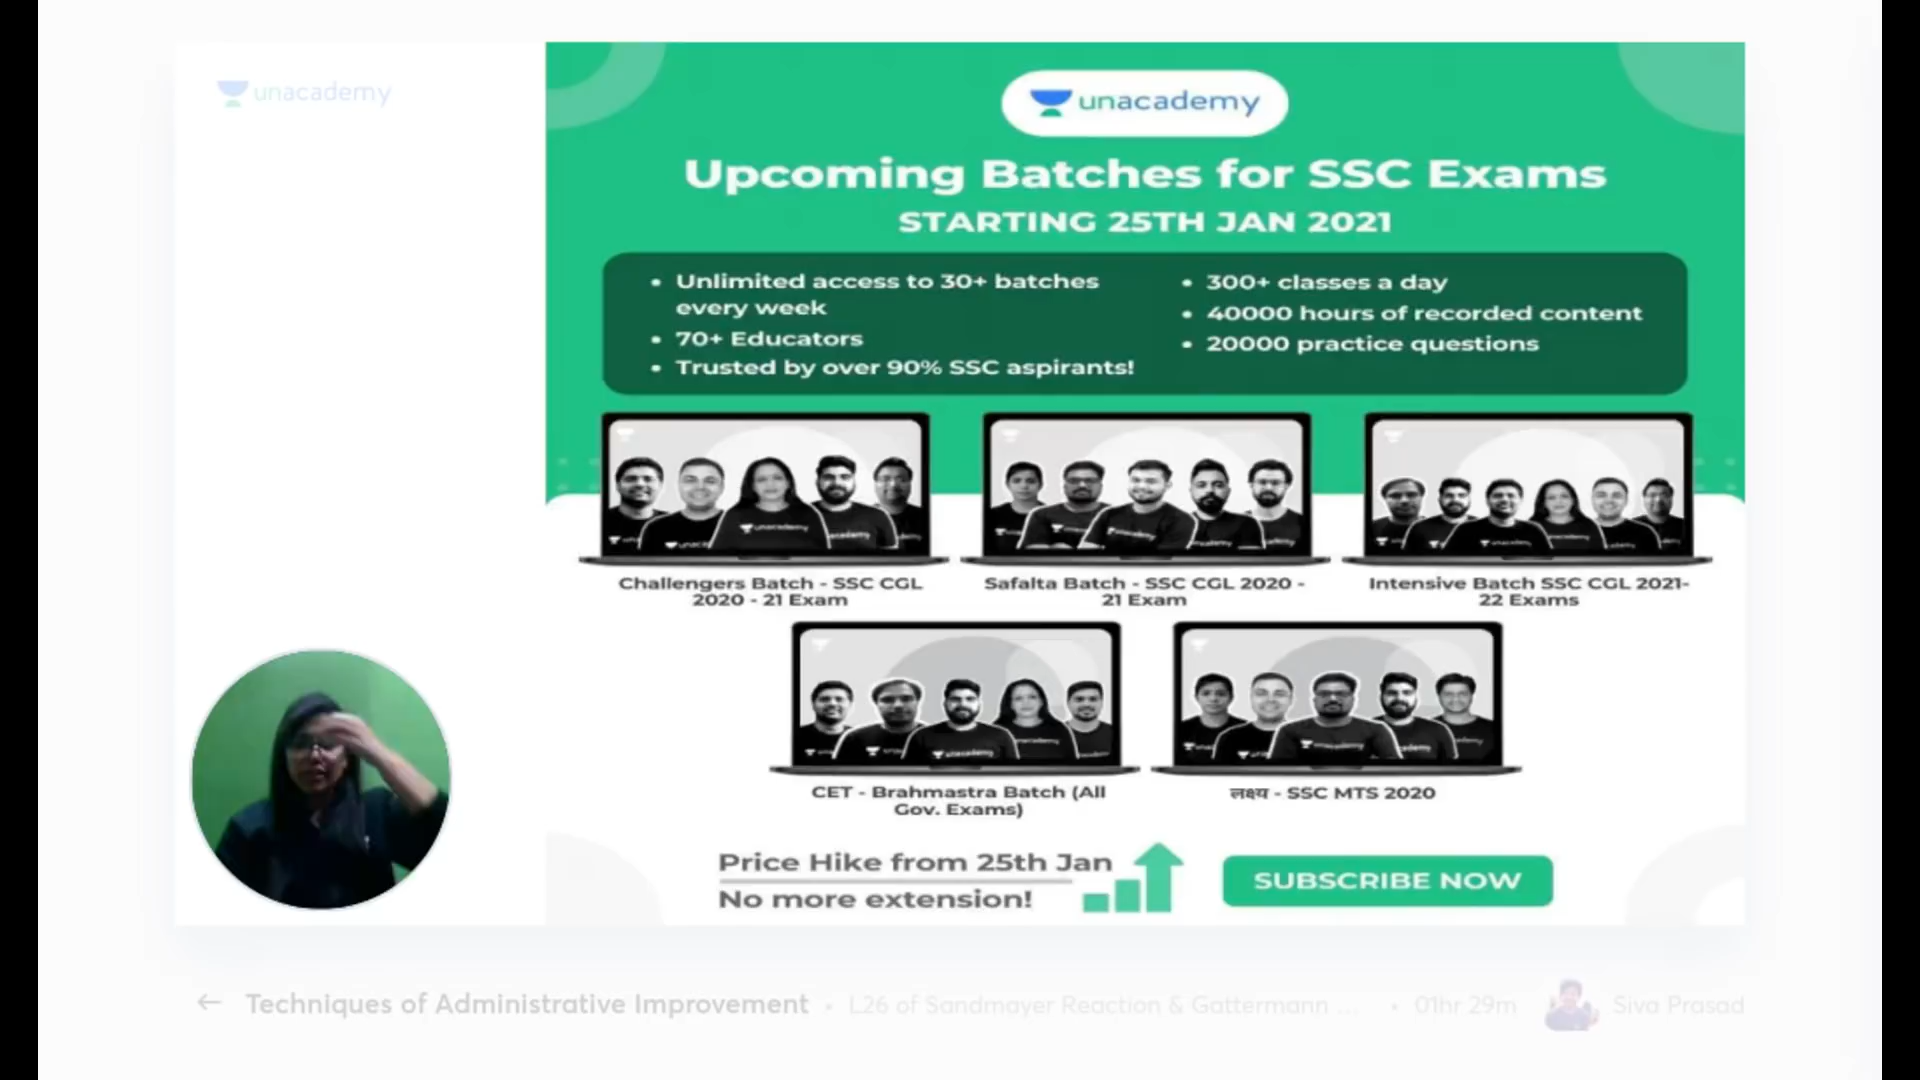 unacademy
unacademy
Upcoming Batches for SSC Exams
STARTING 25TH JAN 2021
• Unlimited access to 30+ batches
every week
• 70+ Educators
• Trusted by over 90% SSC aspirants!
• 300+ classes a day
• 40000 hours of recorded content
• 20000 practice questions
Challengers Batch - SSC CGL
2020 - 21 Exam
Safalta Batch - SSC CGL 2020 -
21 Exam
Intensive Batch SSC CGL 2021-
22 Exams
CET - Brahmastra Batch (All
Gov. Exams)
लक्ष्य - SSC MTS 2020
Price Hike from 25th Jan
No more extension!
SUBSCRIBE NOW
← Techniques of Administrative Improvement • L26 of Sandmayer Reaction & Gattermann ... • 01hr 29m Siva Prasad